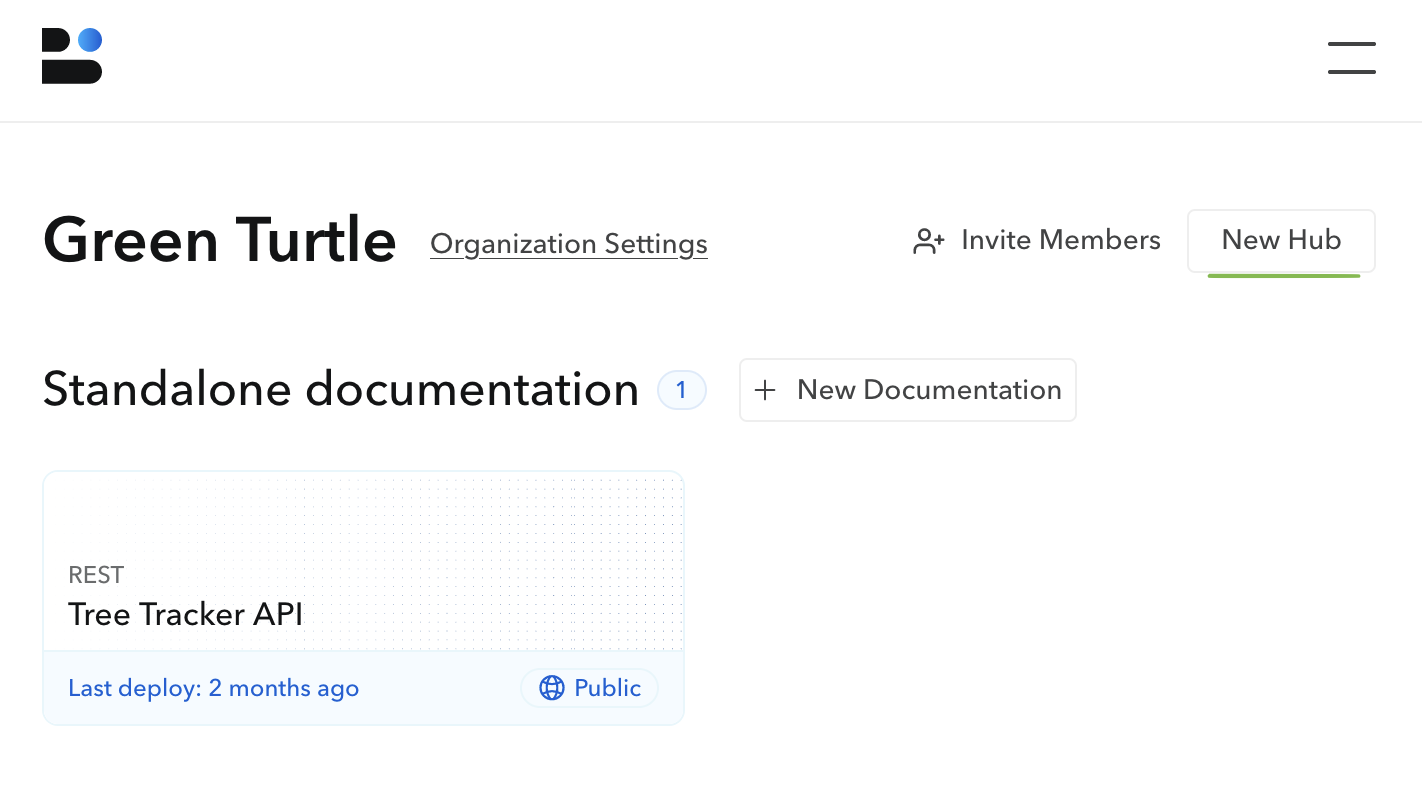 Green Turtle Organization Settings Invite Members New Hub
Standalone documentation 1 New Documentation
REST
Tree Tracker API
Last deploy: 2 months ago Public